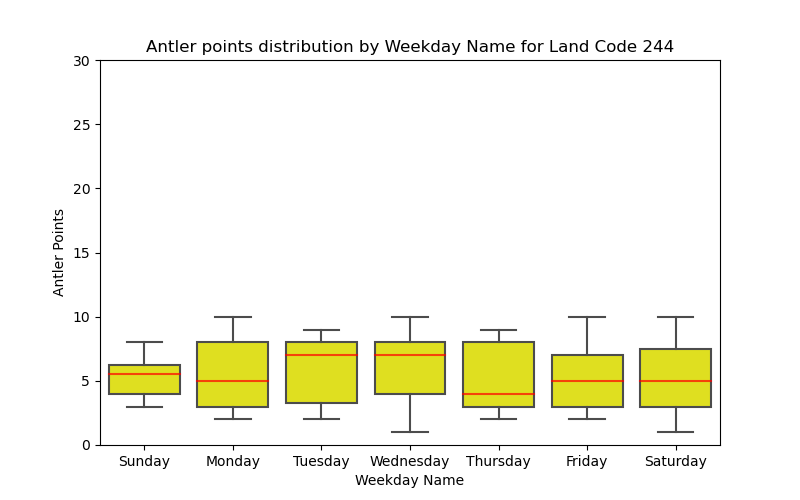 Antler points distribution by Weekday Name for Land Code 244
Antler Points
30
25
20
15
10
5
0
Sunday Monday Tuesday Wednesday Thursday Friday Saturday
Weekday Name